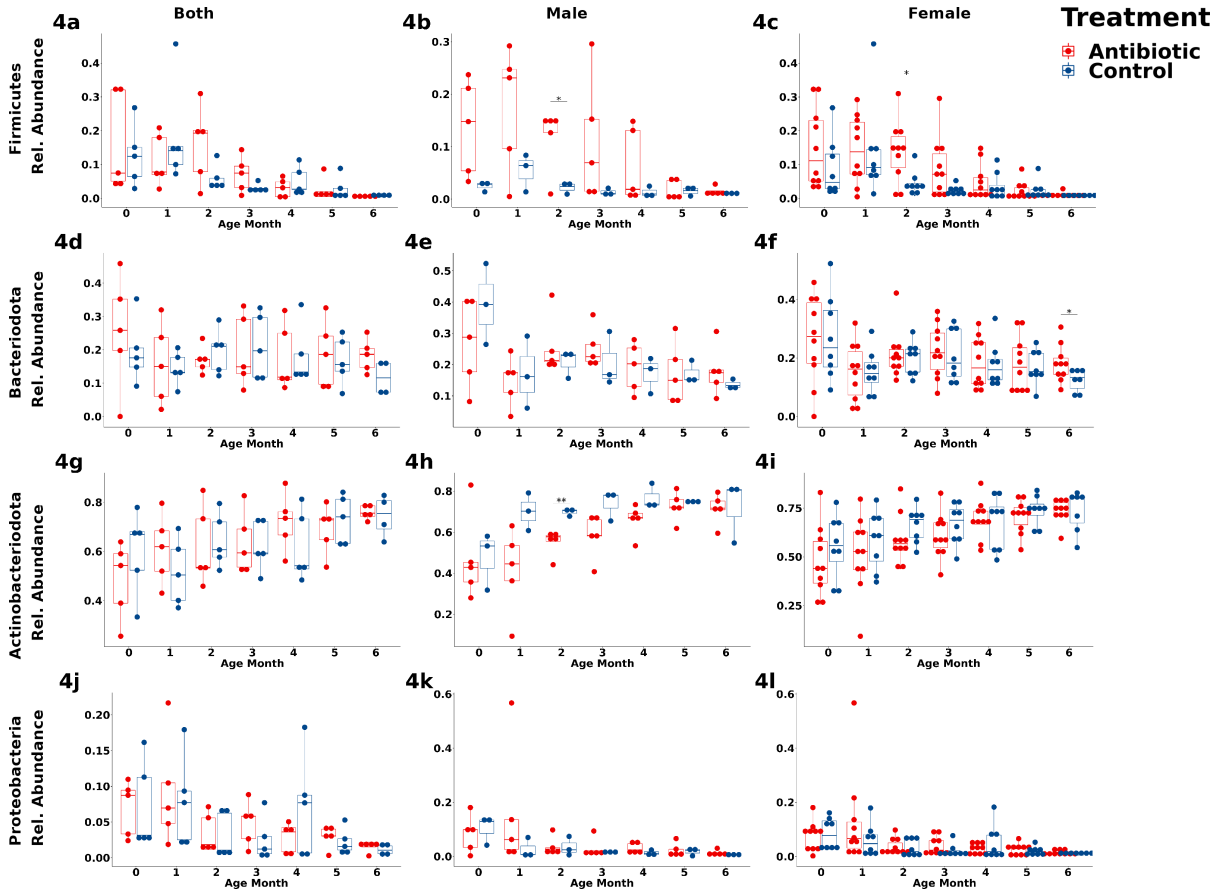 Both
Male
Female
Treatment
Antibiotic
Control
4a
4b
4c
Firmicutes
Rel. Abundance
0.4
0.3
0.2
0.1
0.0
0 1 2 3 4 5 6
Age Month
0.3
0.2
0.1
0.0
*
0 1 2 3 4 5 6
Age Month
0.4
0.3
0.2
0.1
0.0
*
0 1 2 3 4 5 6
Age Month
4d
4e
4f
Bacteriodota
Rel. Abundance
0.4
0.3
0.2
0.1
0.0
0 1 2 3 4 5 6
Age Month
0.5
0.4
0.3
0.2
0.1
0 1 2 3 4 5 6
Age Month
0.4
0.2
0.0
*
0 1 2 3 4 5 6
Age Month
4g
4h
4i
Actinobacteriodota
Rel. Abundance
0.8
0.6
0.4
0 1 2 3 4 5 6
Age Month
0.8
0.6
0.4
0.2
**
0 1 2 3 4 5 6
Age Month
0.75
0.50
0.25
0 1 2 3 4 5 6
Age Month
4j
4k
4l
Proteobacteria
Rel. Abundance
0.20
0.15
0.10
0.05
0.00
0 1 2 3 4 5 6
Age Month
0.6
0.4
0.2
0.0
0 1 2 3 4 5 6
Age Month
0.6
0.4
0.2
0.0
0 1 2 3 4 5 6
Age Month